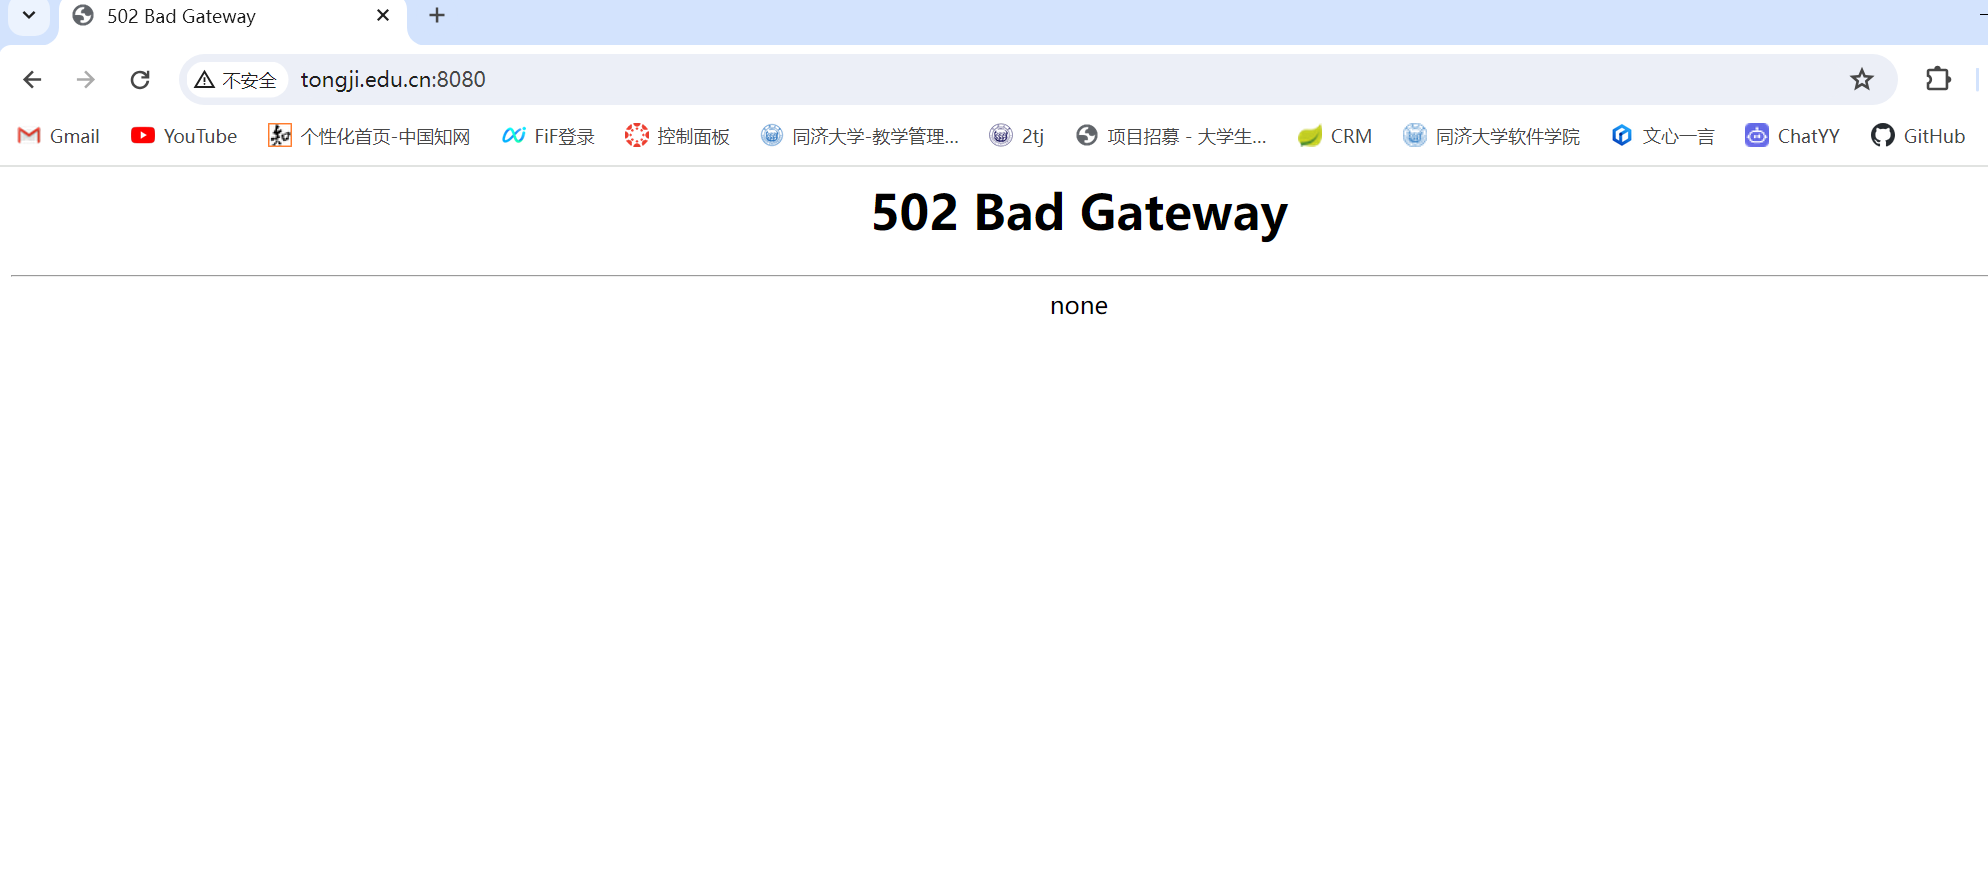 502 Bad Gateway
不安全 tongji.edu.cn:8080
Gmail YouTube 个性化首页-中国知网 FiF登录 控制面板 同济大学-教学管理... 2tj 项目招募 - 大学生... CRM 同济大学软件学院 文心一言 ChatYY GitHub
502 Bad Gateway
none